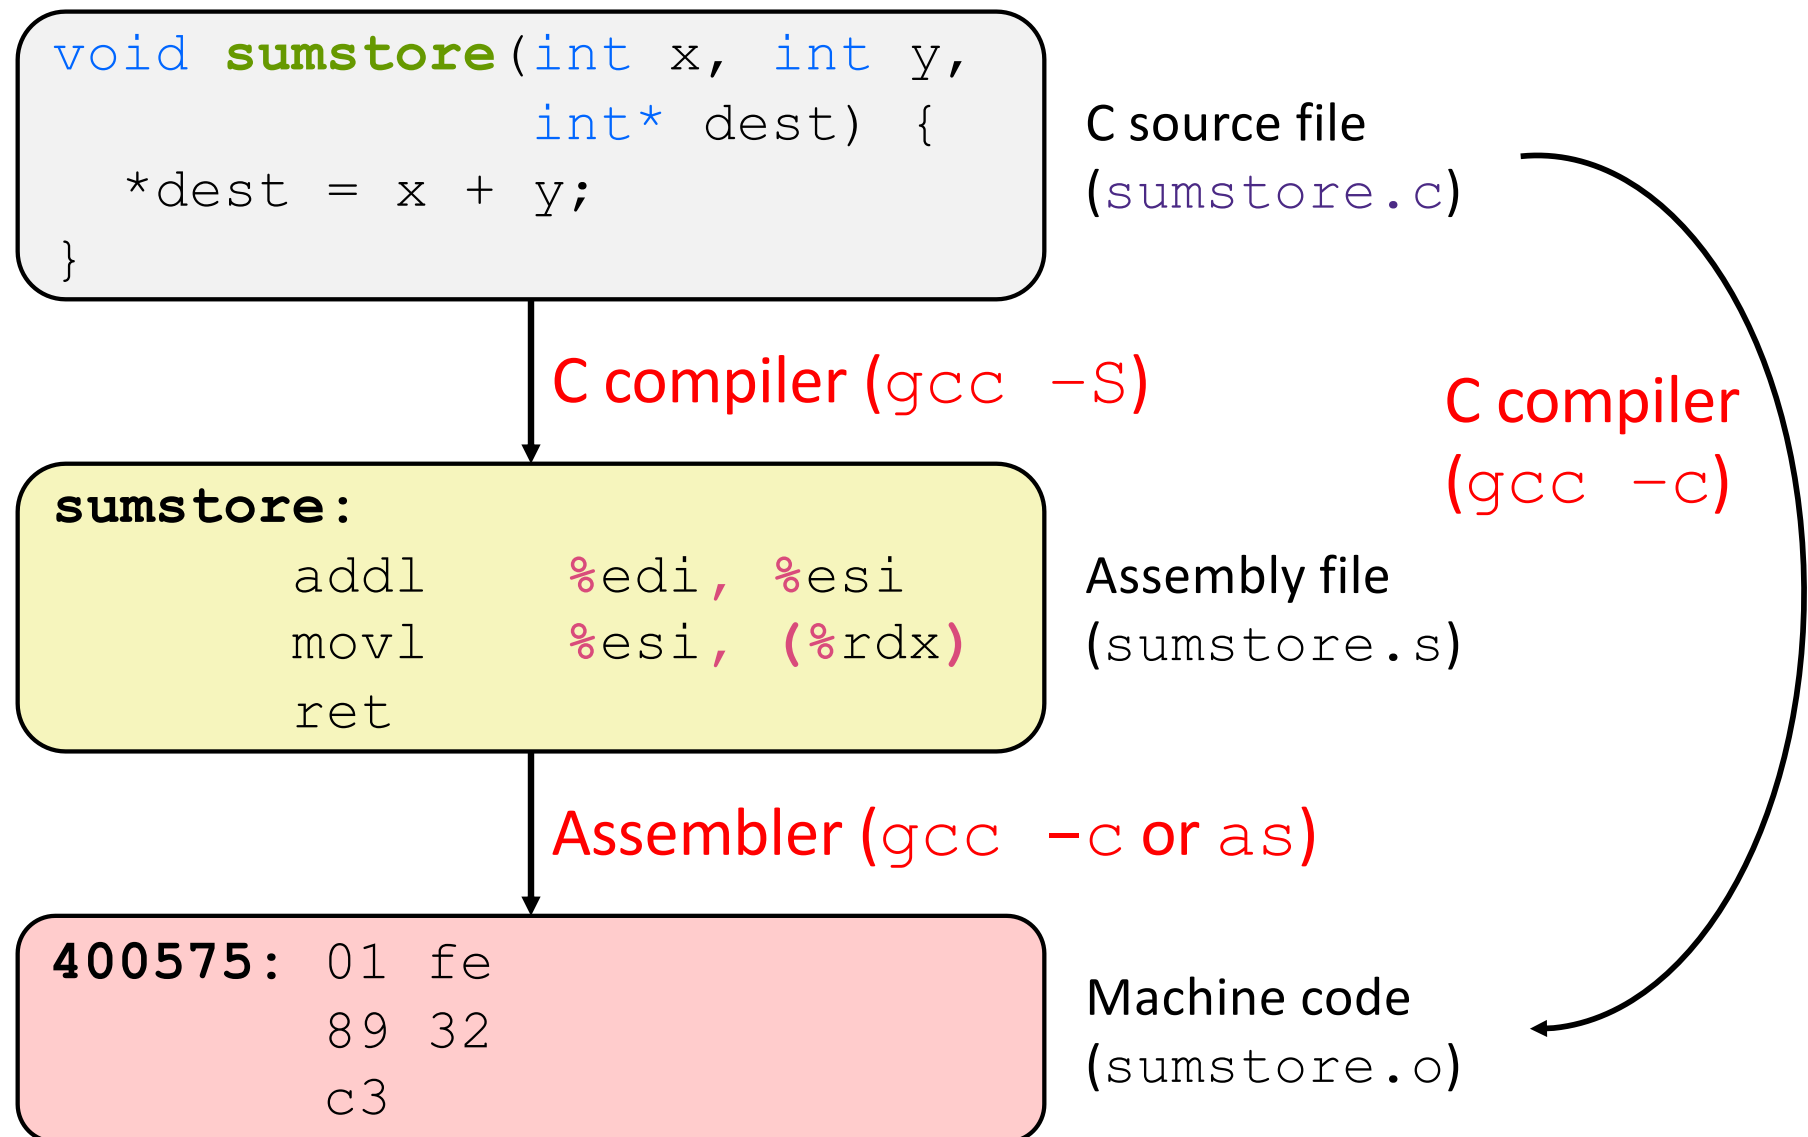 void sumstore(int x, int y,
int* dest) {
*dest = x + y;
}
C source file
(sumstore.c)
C compiler (gcc –S)
C compiler
(gcc –c)
sumstore:
addl %edi, %esi
movl %esi, (%rdx)
ret
Assembly file
(sumstore.s)
Assembler (gcc –c or as)
400575: 01 fe
89 32
c3
Machine code
(sumstore.o)